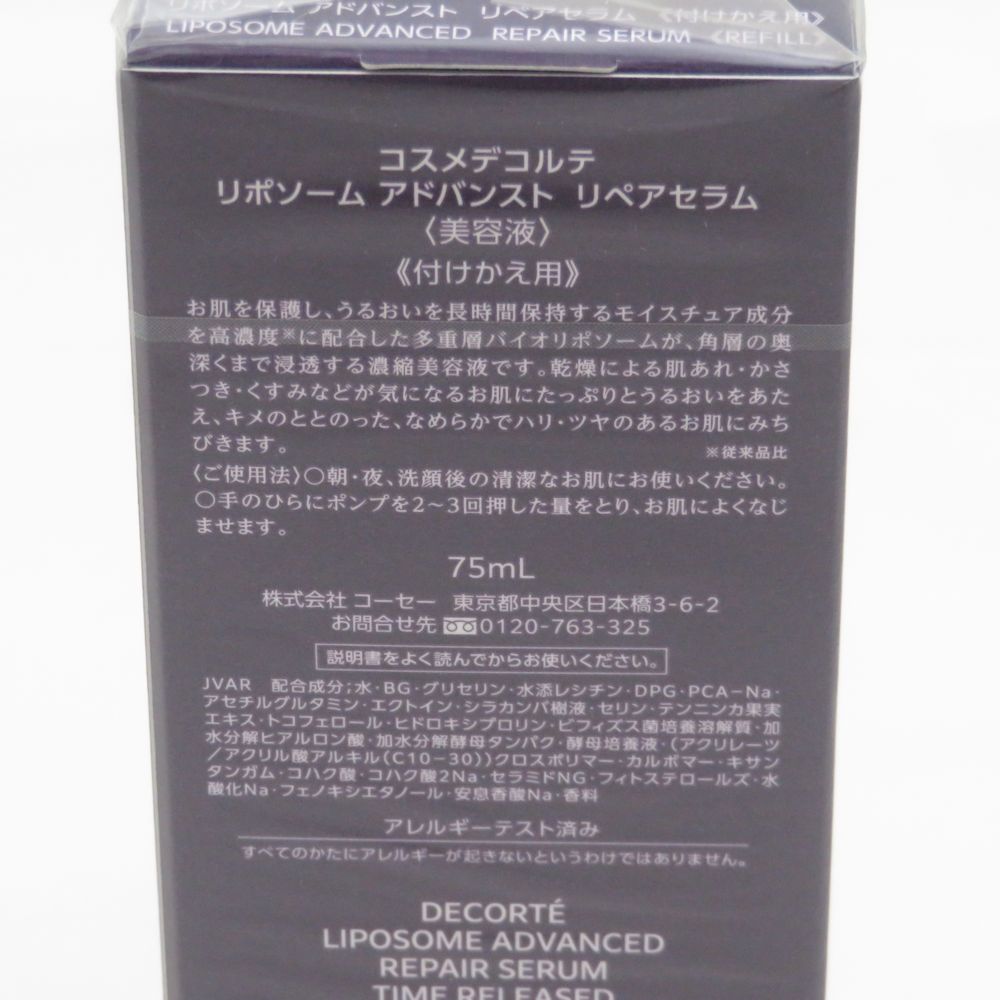 リポソーム アドバンスト リペアセラム 《付けかえ用》
LIPOSOME ADVANCED REPAIR SERUM 《REFILL》
コスメデコルテ
リポソーム アドバンスト リペアセラム
〈美容液〉
《付けかえ用》
お肌を保護し、うるおいを長時間保持するモイスチュア成分
を高濃度※に配合した多重層バイオリポソームが、角層の奥
深くまで浸透する濃縮美容液です。乾燥による肌あれ・かさ
つき・くすみなどが気になるお肌にたっぷりとうるおいをあた
え、キメのととのった、なめらかでハリ・ツヤのあるお肌にみち
びきます。 ※従来品比
〈ご使用法〉○朝・夜、洗顔後の清潔なお肌にお使いください。
○手のひらにポンプを2～3回押した量をとり、お肌によくなじ
ませます。
75mL
株式会社 コーセー 東京都中央区日本橋3-6-2
お問合せ先 0120-763-325
説明書をよく読んでからお使いください。
JVAR 配合成分;水・BG・グリセリン・水添レシチン・DPG・PCA-Na・
アセチルグルタミン・エクトイン・シラカンバ樹液・セリン・テンニンカ果実
エキス・トコフェロール・ヒドロキシプロリン・ビフィズス菌培養溶解質・加
水分解ヒアルロン酸・加水分解酵母タンパク・酵母培養液・(アクリレーツ
/アクリル酸アルキル(C10-30))クロスポリマー・カルボマー・キサン
タンガム・コハク酸・コハク酸2Na・セラミドNG・フィトステロールズ・水
酸化Na・フェノキシエタノール・安息香酸Na・香料
アレルギーテスト済み
すべてのかたにアレルギーが起きないというわけではありません。
DECORTÉ
LIPOSOME ADVANCED
REPAIR SERUM
TIME RELEASED